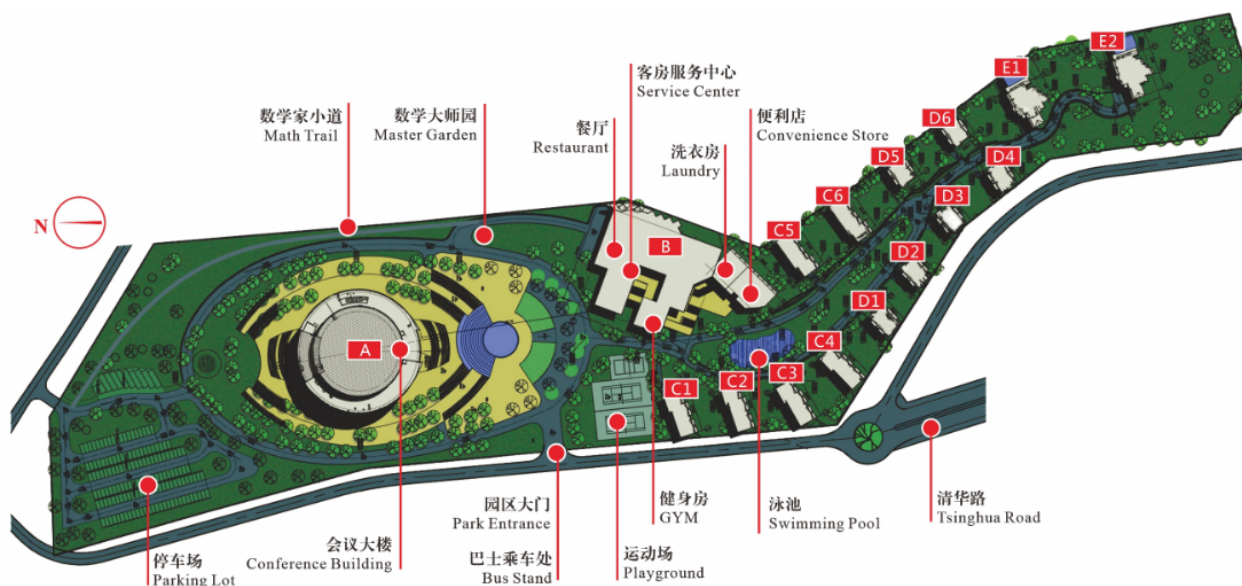 客房服务中心
Service Center
数学家小道
Math Trail
数学大师园
Master Garden
餐厅
Restaurant
洗衣房
Laundry
便利店
Convenience Store
E2
E1
D6
D5
D4
C6
D3
C5
D2
D1
C4
N
B
A
C1
C2
C3
停车场
Parking Lot
会议大楼
Conference Building
园区大门
Park Entrance
巴士乘车处
Bus Stand
运动场
Playground
健身房
GYM
泳池
Swimming Pool
清华路
Tsinghua Road